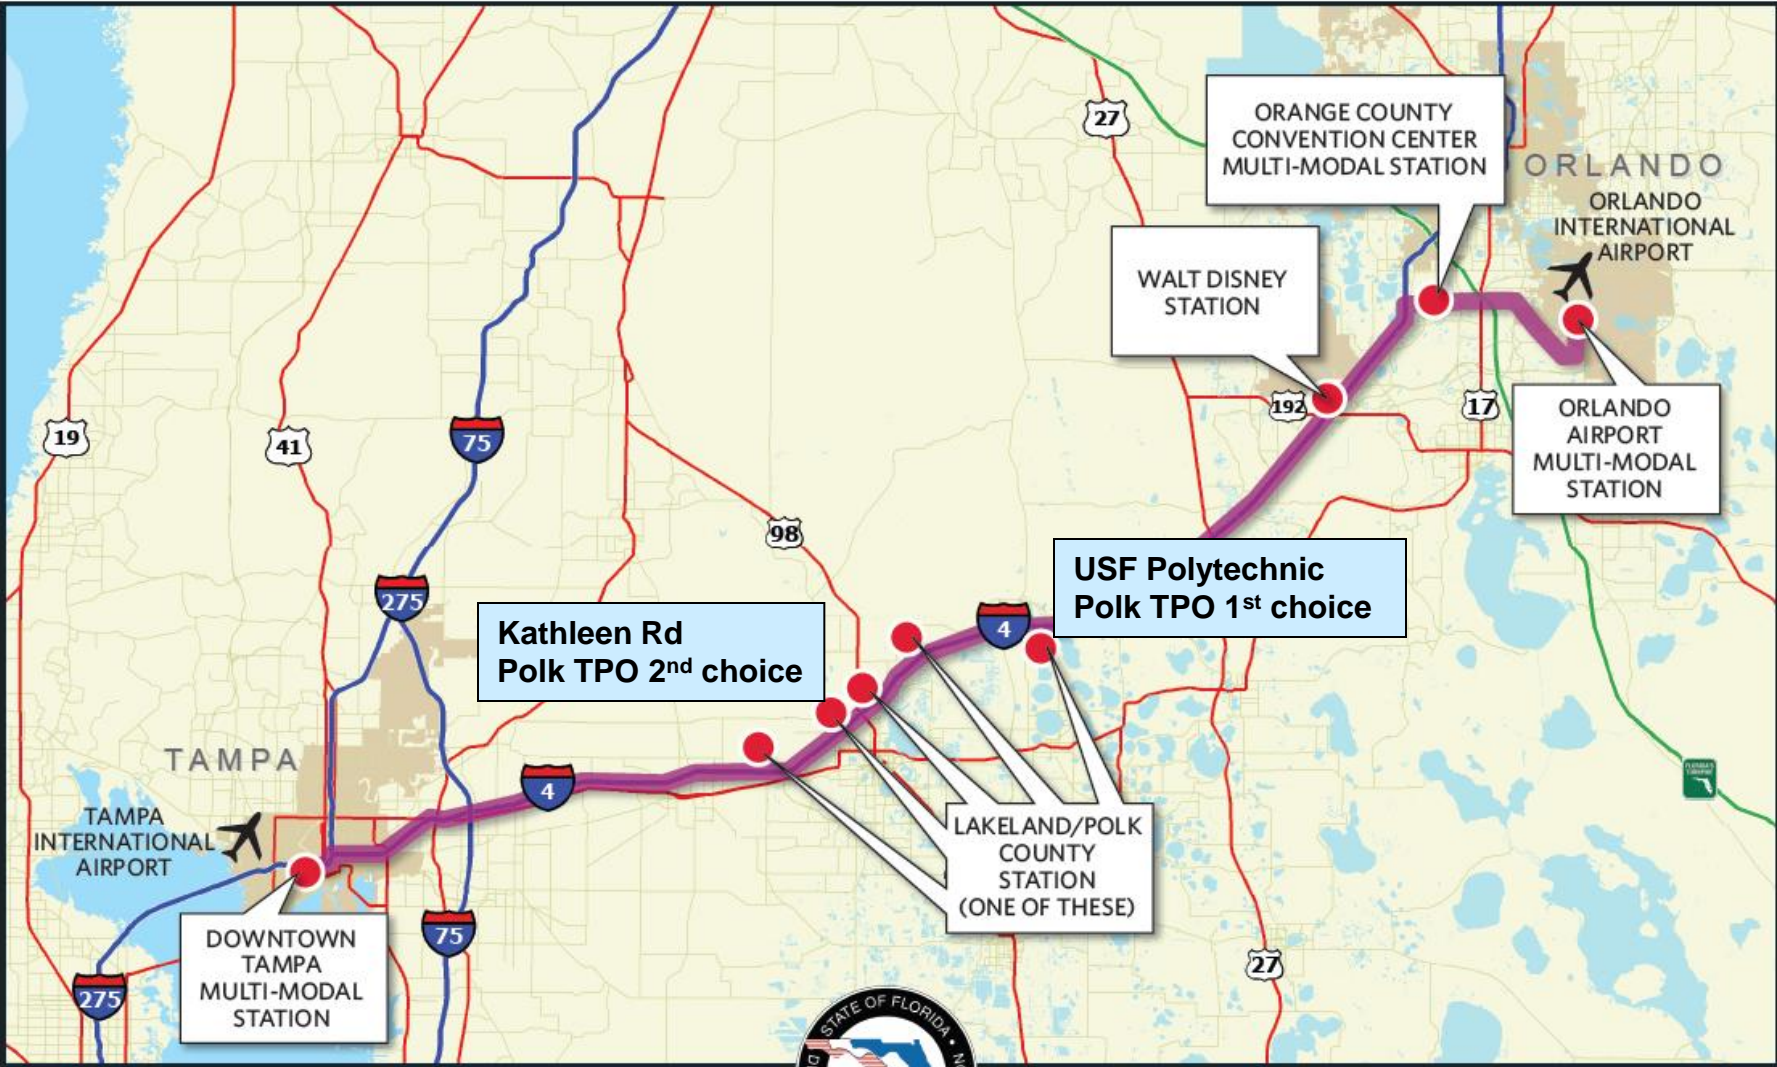 27
ORANGE COUNTY
CONVENTION CENTER
MULTI-MODAL STATION
ORLANDO
ORLANDO
INTERNATIONAL
AIRPORT
WALT DISNEY
STATION
192
17
ORLANDO
AIRPORT
MULTI-MODAL
STATION
19
41
75
98
275
USF Polytechnic
Polk TPO 1st choice
4
Kathleen Rd
Polk TPO 2nd choice
TAMPA
4
TAMPA
INTERNATIONAL
AIRPORT
LAKELAND/POLK
COUNTY
STATION
(ONE OF THESE)
75
DOWNTOWN
TAMPA
MULTI-MODAL
STATION
27
275
STATE OF FLORIDA